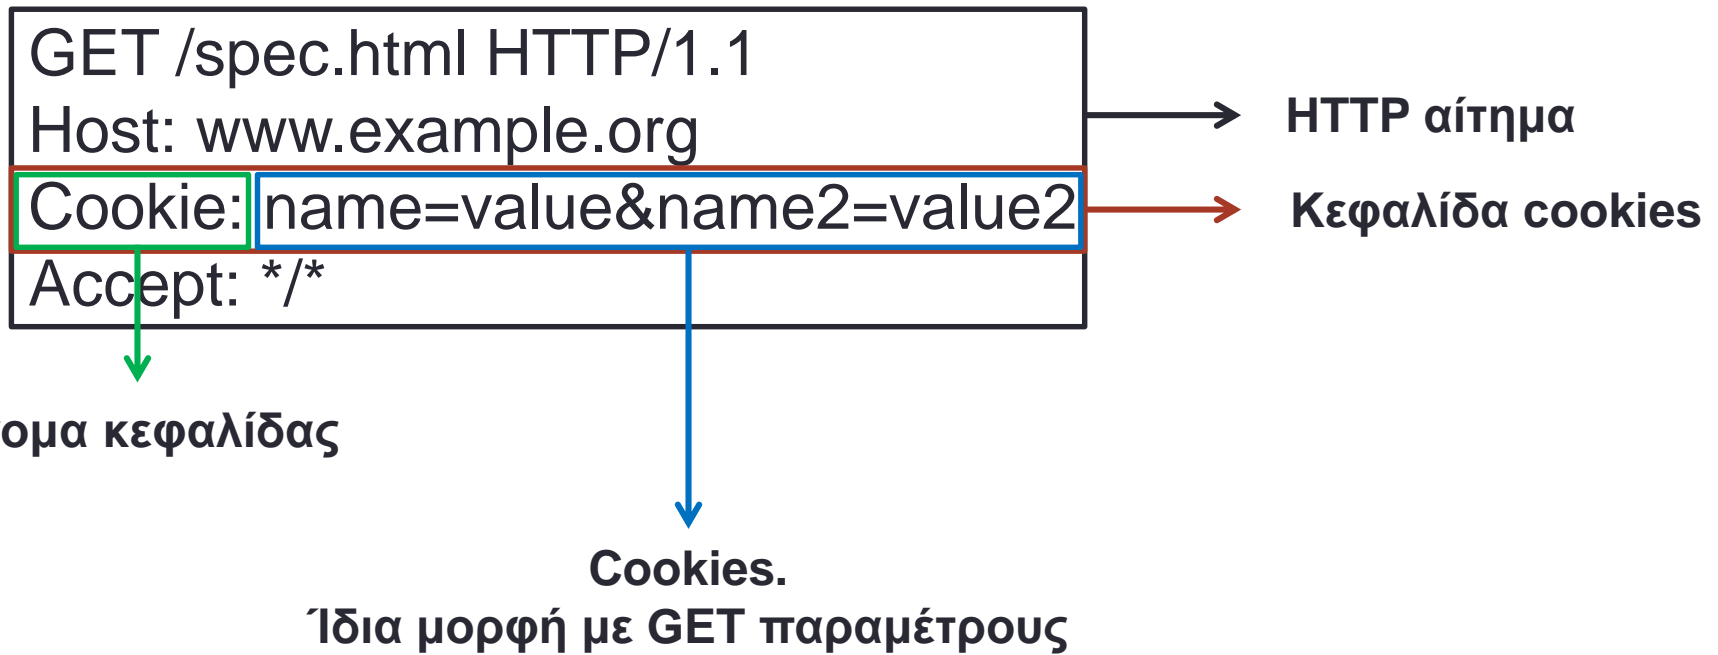 GET /spec.html HTTP/1.1
Host: www.example.org
Cookie: name=value&name2=value2
Accept: */*
HTTP αίτημα
Κεφαλίδα cookies
κεφαλίδας
Cookies.
Ίδια μορφή με GET παραμέτρους